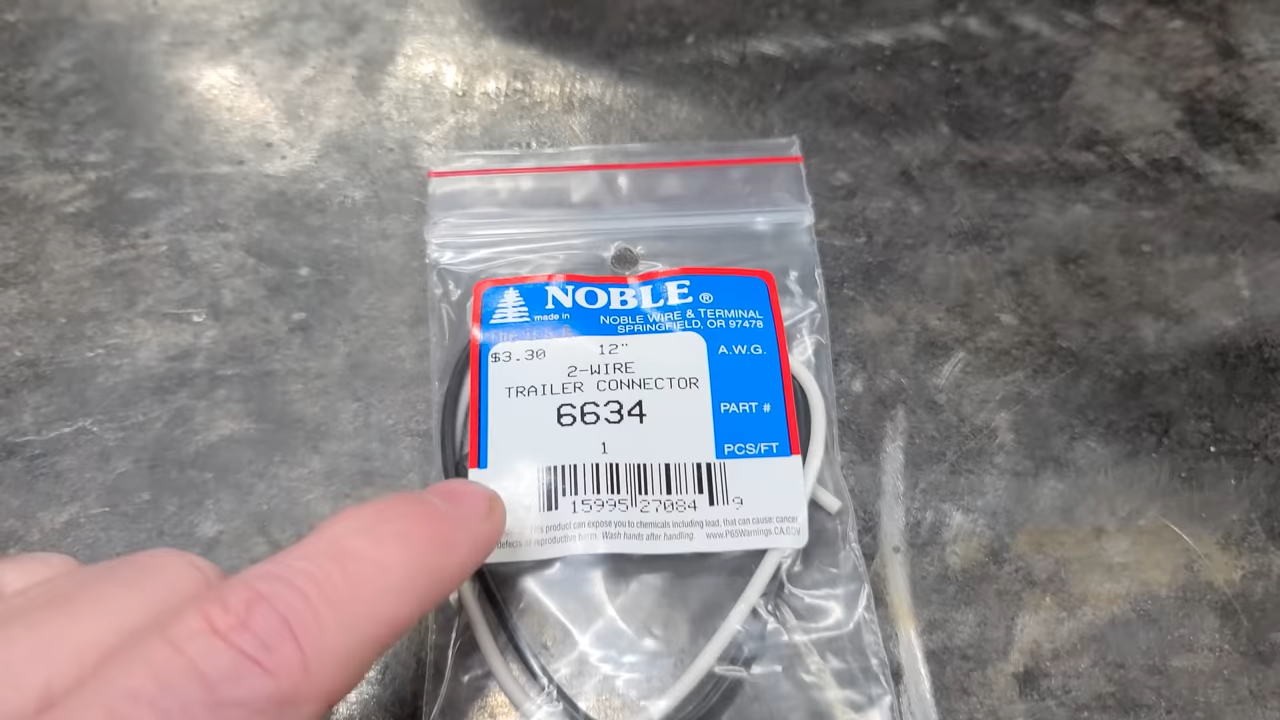 NOBLE ®
made in
NOBLE WIRE & TERMINAL
SPRINGFIELD, OR 97478
$3.30 12"
A.W.G.
2-WIRE
TRAILER CONNECTOR
6634
PART #
1
PCS/FT
15995 27084 9
this product can expose you to chemicals including lead, that can cause; cancer
defects or reproductive harm. Wash hands after handling. www.P65Warnings.CA.GOV